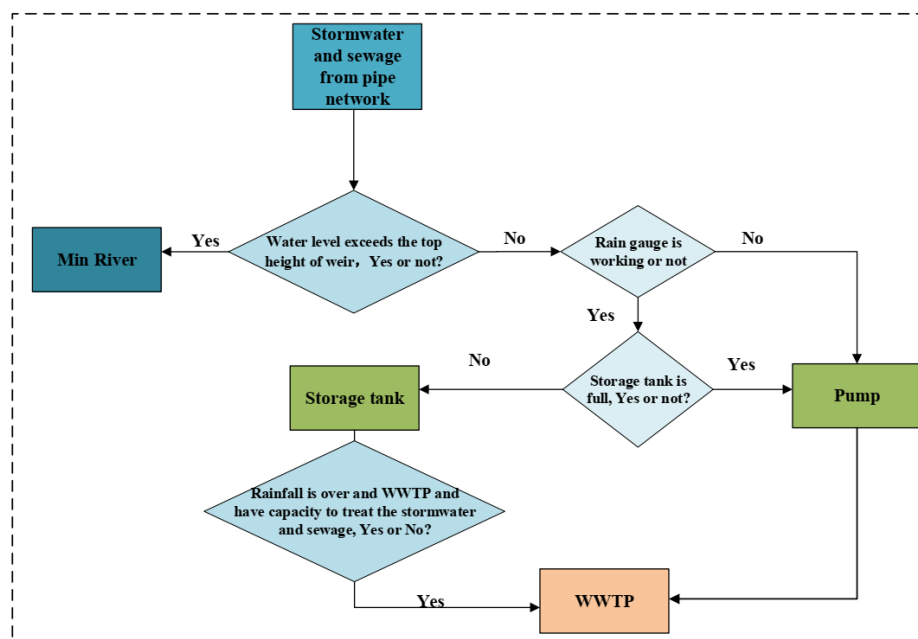 Stormwater
and sewage
from pipe
network
Water level exceeds the top
height of weir，Yes or not?
Yes
Min River
No
Rain gauge is
working or not
No
Yes
Storage tank is
full, Yes or not?
No
Yes
Storage tank
Pump
Rainfall is over and WWTP and
have capacity to treat the stormwater
and sewage, Yes or No?
Yes
WWTP